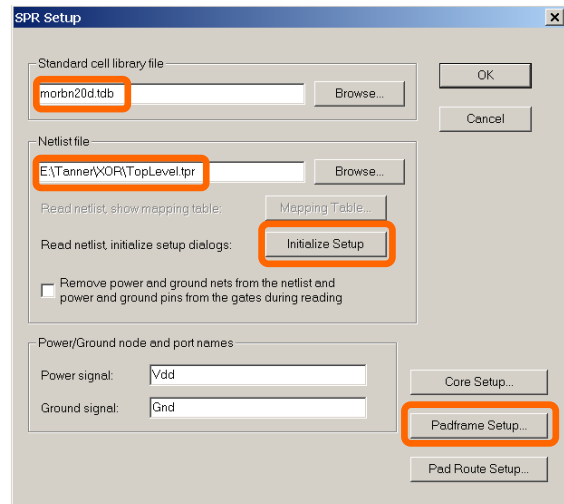 SPR Setup
Standard cell library file
morbn20d.tdb
Browse...
OK
Cancel
Netlist file
E:\Tanner\XOR\TopLevel.tpr
Browse...
Read netlist, show mapping table:
Mapping Table...
Read netlist, initialize setup dialogs:
Initialize Setup
Remove power and ground nets from the netlist and
power and ground pins from the gates during reading
Power/Ground node and port names
Power signal:
Vdd
Ground signal:
Gnd
Core Setup...
Padframe Setup...
Pad Route Setup...